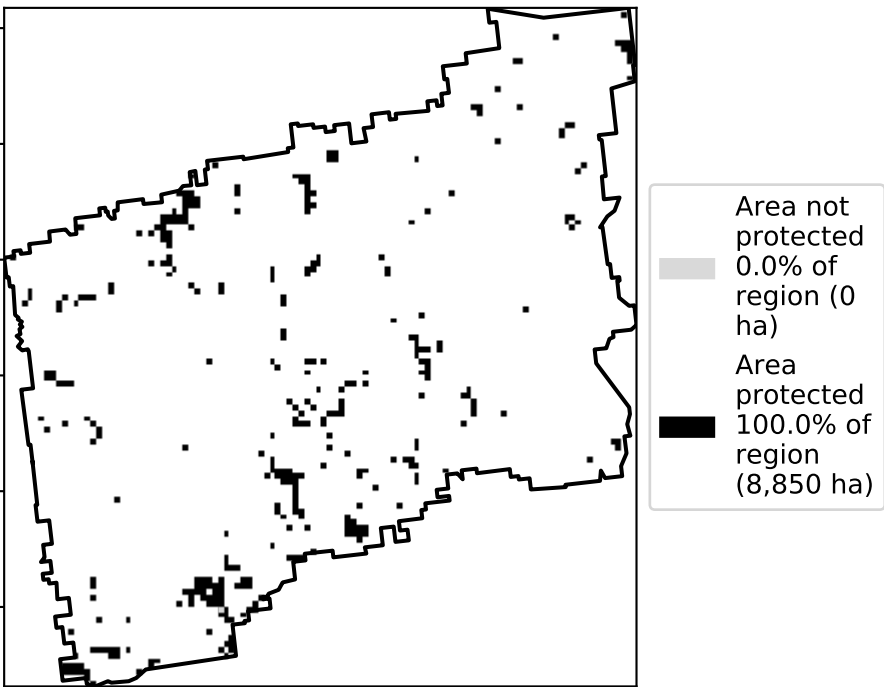 Area not
protected
0.0% of
region (0
ha)
Area
protected
100.0% of
region
(8,850 ha)